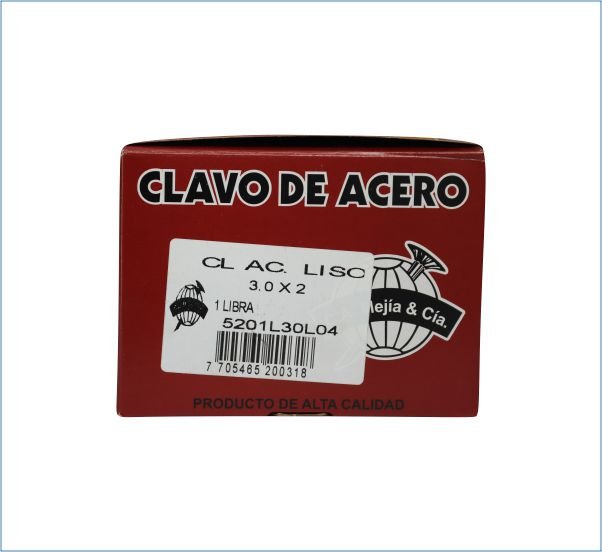 CLAVO DE ACERO
CL AC. LISO
3.0 X 2
1 LIBRA
5201L30L04
7 705465 200318
ejía & Cía.
PRODUCTO DE ALTA CALIDAD